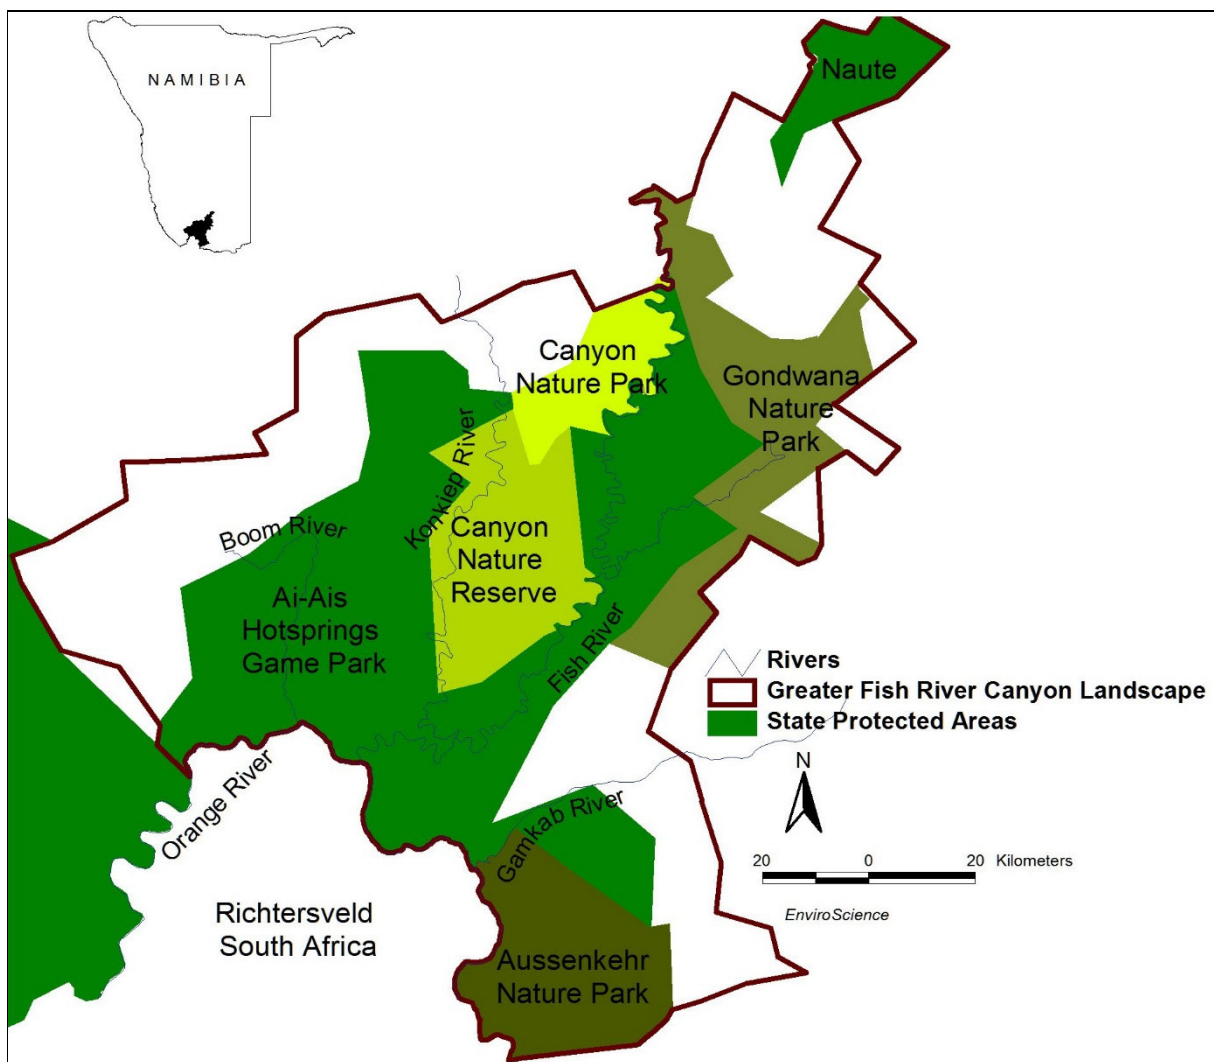 NAMIBIA
Naute
Canyon
Nature Park
Gondwana
Nature
Park
Konkiep River
Boom River
Canyon
Nature
Reserve
Ai-Ais
Hotsprings
Game Park
Fish River
Rivers
Greater Fish River Canyon Landscape
State Protected Areas
N
Orange River
Gamkab River
20 0 20 Kilometers
EnviroScience
Richtersveld
South Africa
Aussenkehr
Nature Park